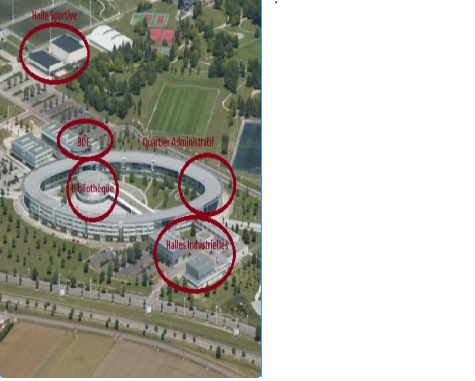 Halle Sportive
BDE
Quartier Administratif
Bibliothèque
Halles Industrielles